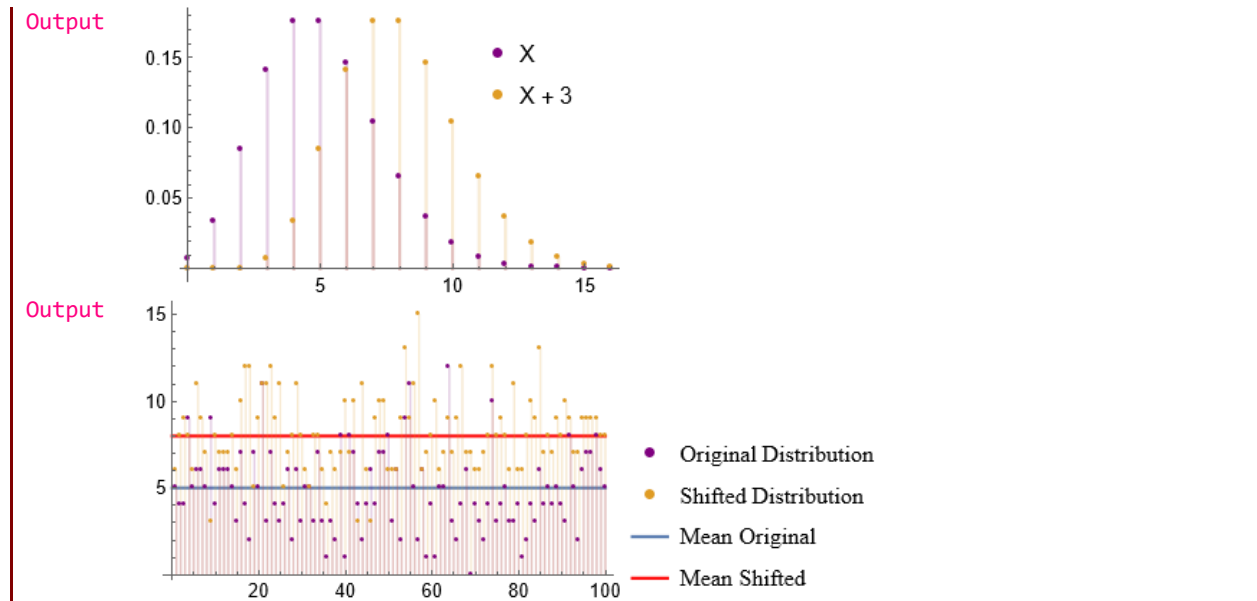 Output
0.15
0.10
0.05
5 10 15
X
X + 3
Output
15
10
5
20 40 60 80 100
Original Distribution
Shifted Distribution
Mean Original
Mean Shifted